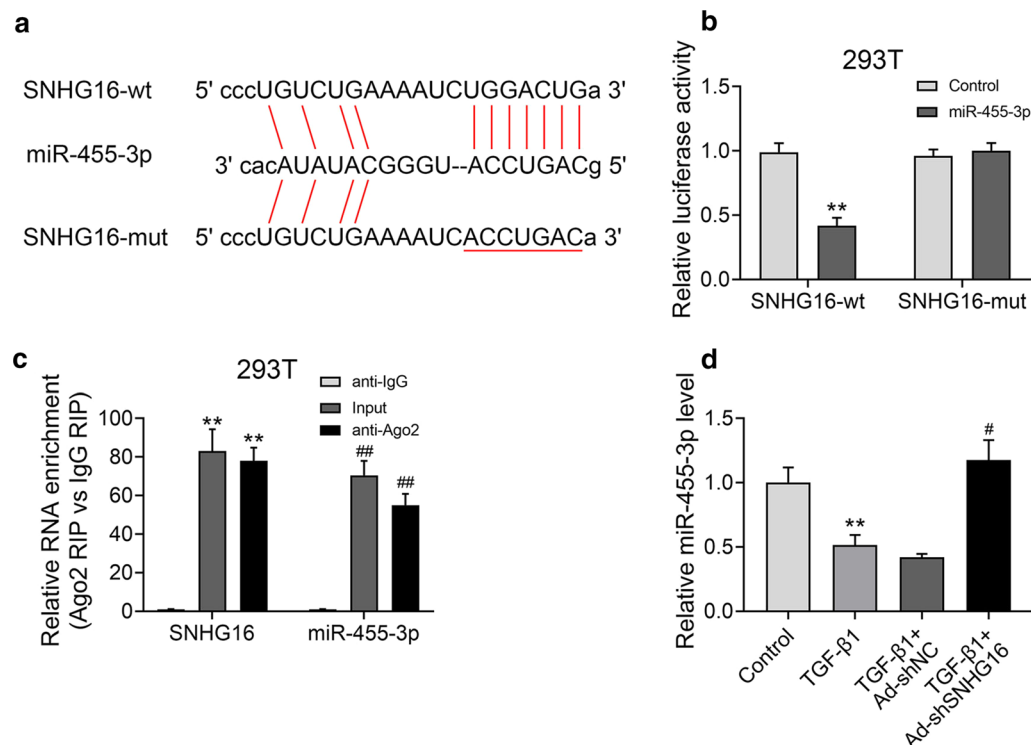 a
SNHG16-wt 5' cccUGUCUGAAAAUCUGGACUGa 3'
miR-455-3p 3' cacAUAUACGGGU--ACCUGACg 5'
SNHG16-mut 5' cccUGUCUGAAAAUCACCUGACa 3'
b
293T
Control
miR-455-3p
Relative luciferase activity
1.5
1.0
0.5
0.0
**
SNHG16-wt SNHG16-mut
c
293T
anti-IgG
Input
anti-Ago2
Relative RNA enrichment
(Ago2 RIP vs IgG RIP)
100
80
60
40
20
0
** **
## ##
SNHG16 miR-455-3p
d
Relative miR-455-3p level
1.5
1.0
0.5
0.0
**
#
Control
TGF-β1
TGF-β1+
Ad-shNC
TGF-β1+
Ad-shSNHG16